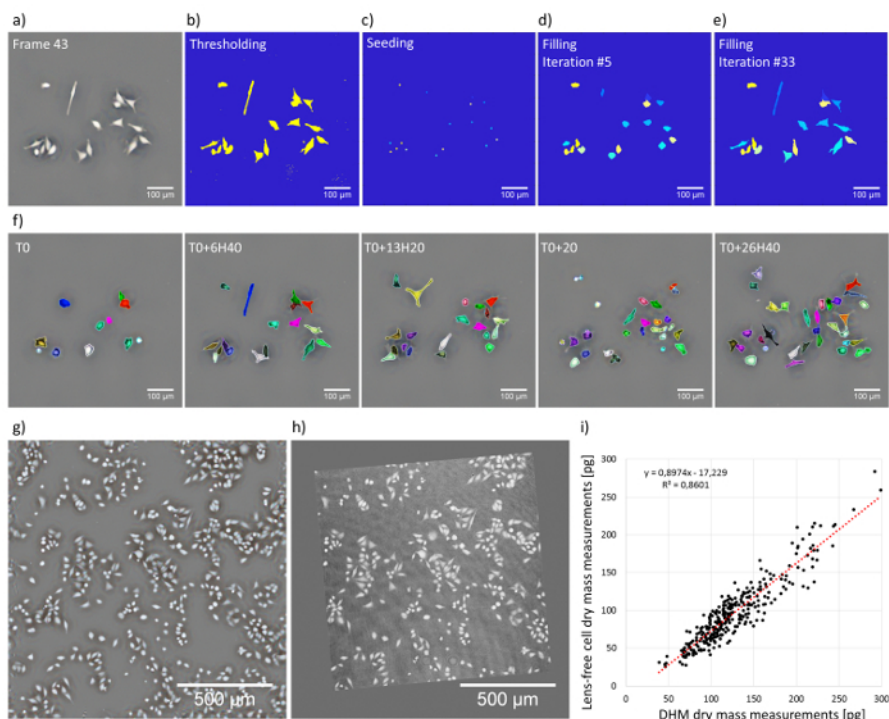 a)
b)
c)
d)
e)
Frame 43
Thresholding
Seeding
Filling
Iteration #5
Filling
Iteration #33
100 µm
100 µm
100 µm
100 µm
100 µm
f)
T0
T0+6H40
T0+13H20
T0+20
T0+26H40
100 µm
100 µm
100 µm
100 µm
100 µm
g)
h)
i)
500 µm
500 µm
Lens-free cell dry mass measurements [pg]
300
250
200
150
100
50
0
y = 0,8974x - 17,229
R² = 0,8601
0
50
100
150
200
250
300
DHM dry mass measurements [pg]